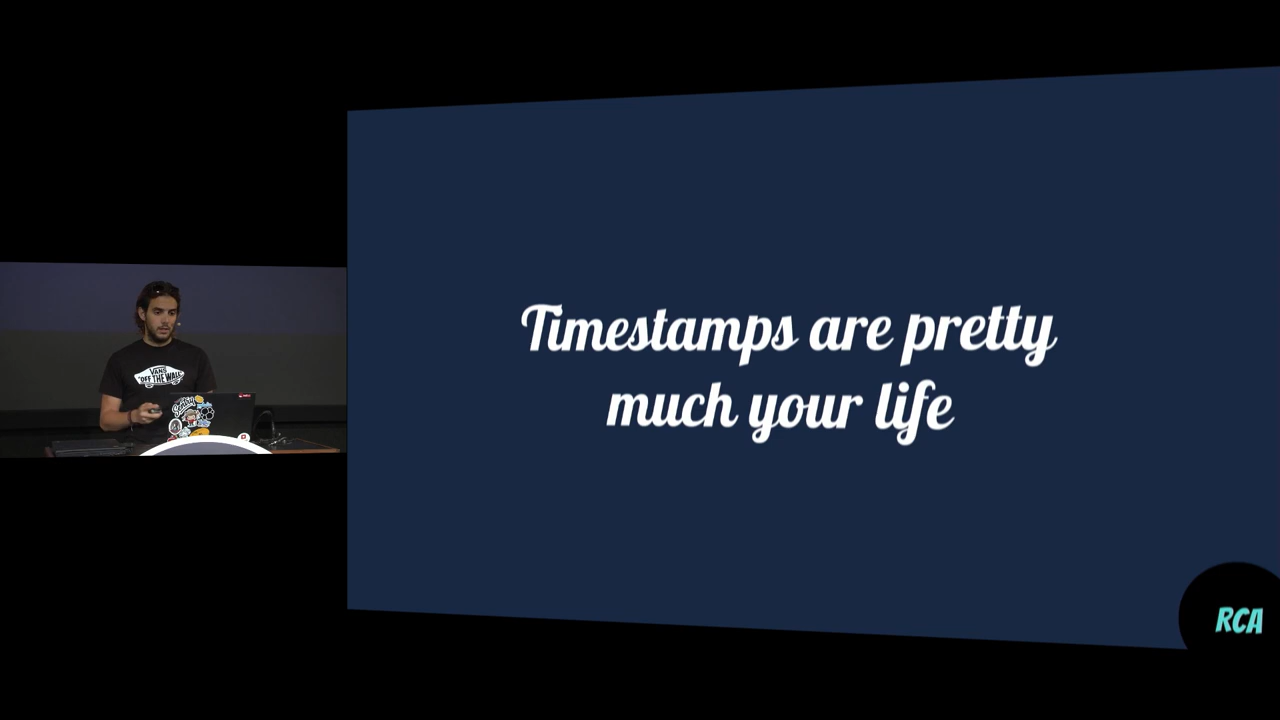 Timestamps are pretty
much your life
VANS
"OFF THE WALL"
RCA